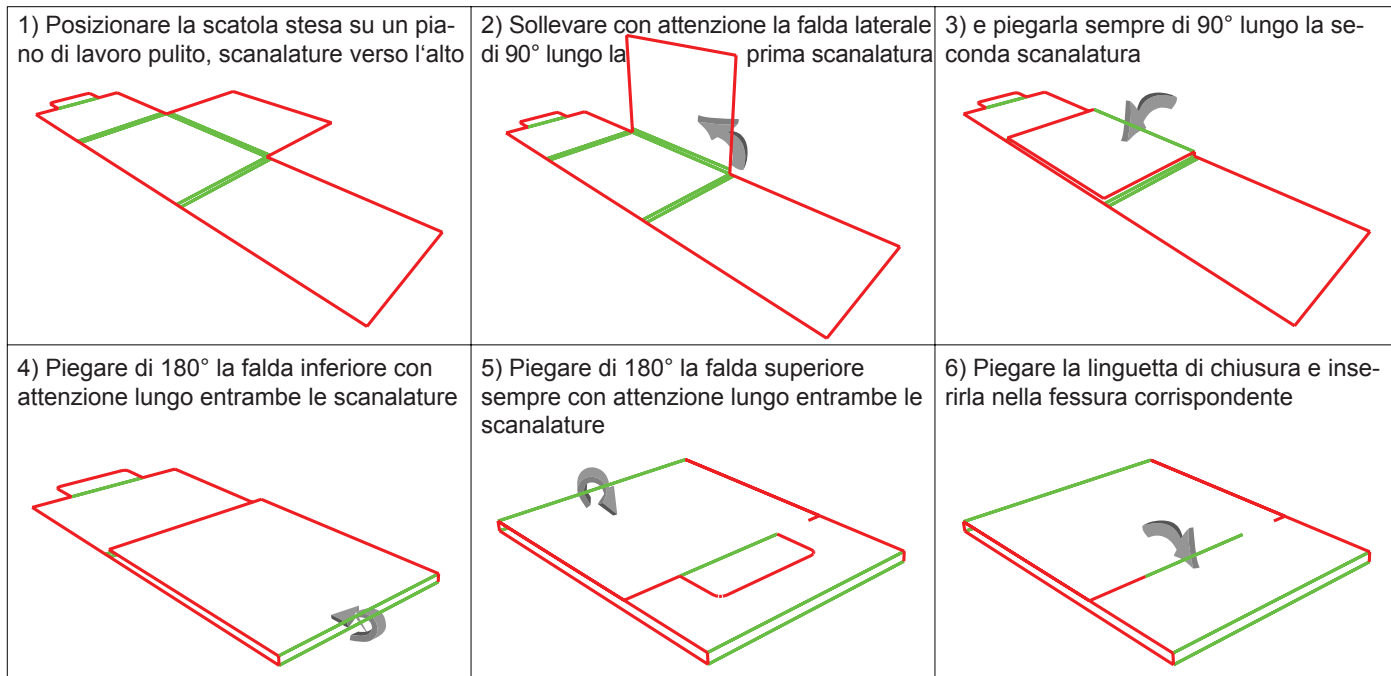 1) Posizionare la scatola stesa su un pia-
no di lavoro pulito, scanalature verso l‘alto
2) Sollevare con attenzione la falda laterale
di 90° lungo la prima scanalatura
3) e piegarla sempre di 90° lungo la se-
conda scanalatura
4) Piegare di 180° la falda inferiore con
attenzione lungo entrambe le scanalature
5) Piegare di 180° la falda superiore
sempre con attenzione lungo entrambe le
scanalature
6) Piegare la linguetta di chiusura e inse-
rirla nella fessura corrispondente